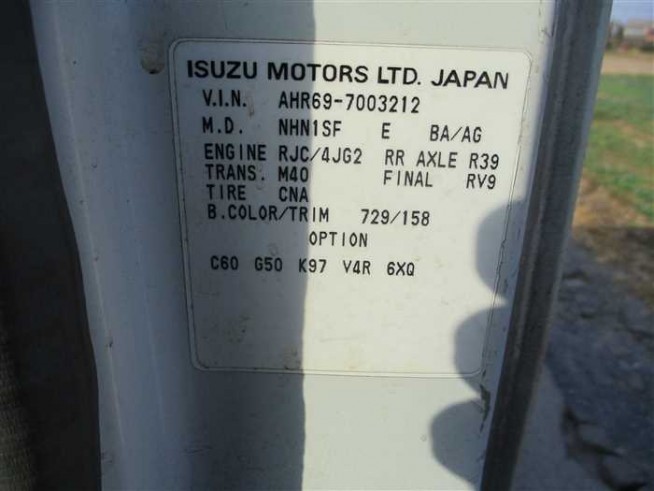 ISUZU MOTORS LTD. JAPAN
V.I.N. AHR69-7003212
M.D. NHN1SF E BA/AG
ENGINE RJC/4JG2 RR AXLE R39
TRANS. M40 FINAL RV9
TIRE CNA
B.COLOR/TRIM 729/158
OPTION
C60 G50 K97 V4R 6XQ